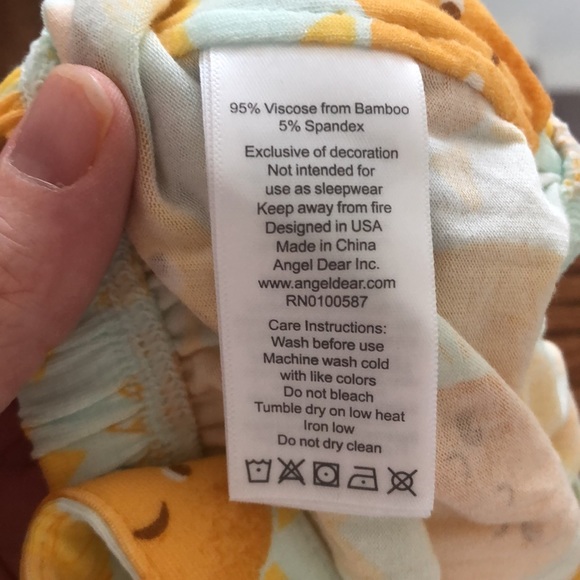 95% Viscose from Bamboo
5% Spandex
Exclusive of decoration
Not intended for
use as sleepwear
Keep away from fire
Designed in USA
Made in China
Angel Dear Inc.
www.angeldear.com
RN0100587
Care Instructions:
Wash before use
Machine wash cold
with like colors
Do not bleach
Tumble dry on low heat
Iron low
Do not dry clean